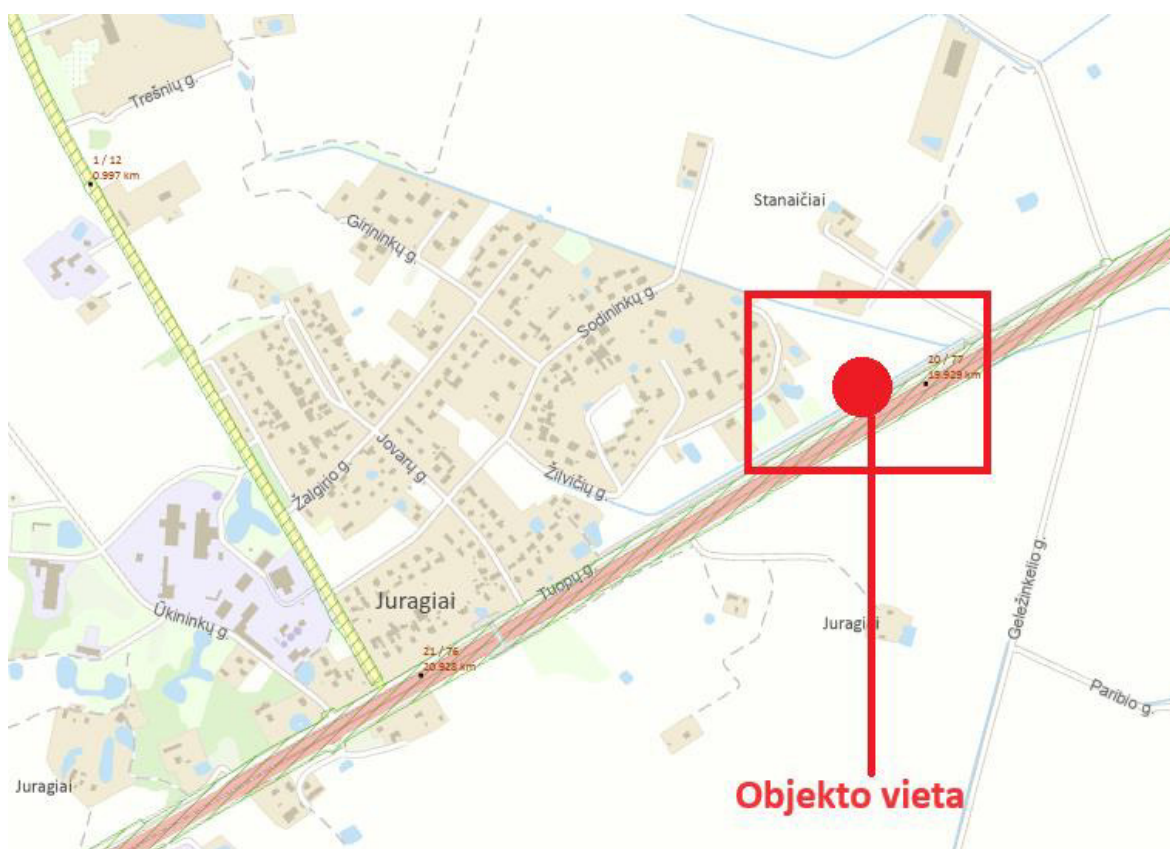 Trešnių g.
1 / 12
0.997 km
Girininkų g.
Stanaičiai
Sodininkų g.
20 / 77
19.929 km
Jovarų g.
Žalgirio g.
Žilvičių g.
Tuopų g.
Juragiai
Geležinkelio g.
Ūkininkų g.
Juragiai
21 / 76
20.928 km
Paribio g.
Juragiai
Objekto vieta